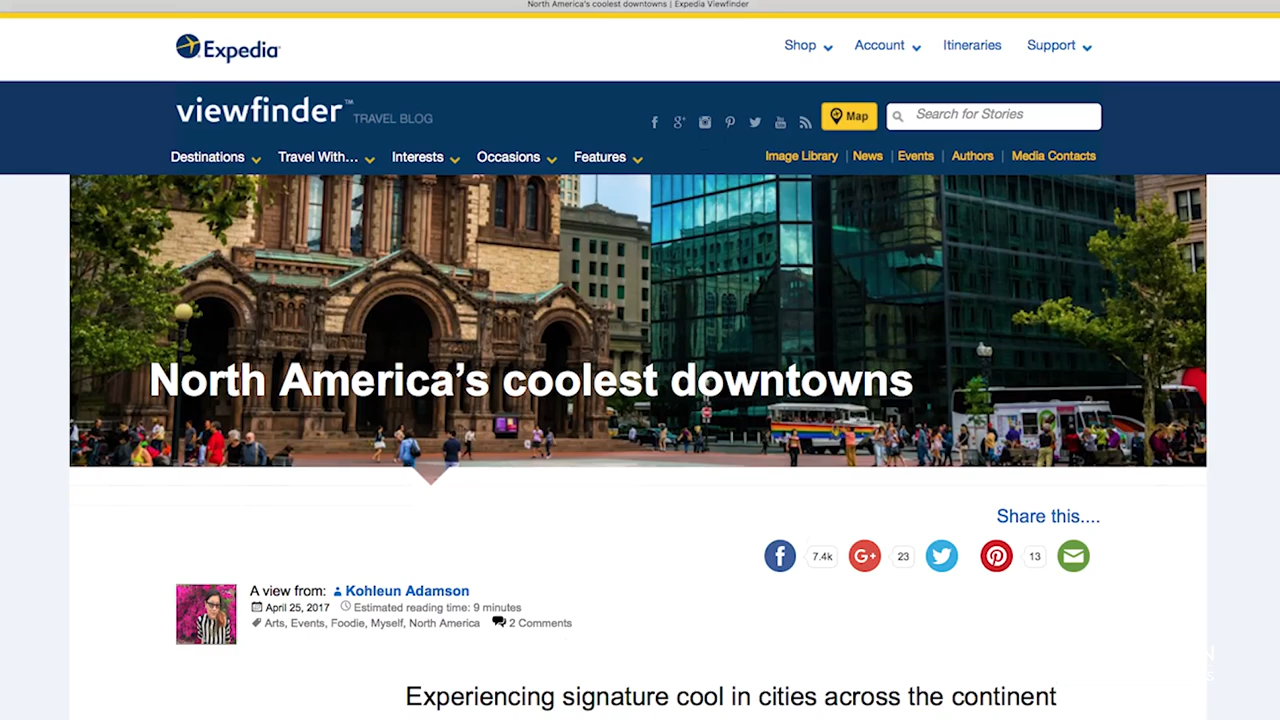 North America's coolest downtowns | Expedia Viewfinder
Expedia
Shop Account Itineraries Support
viewfinder™ TRAVEL BLOG
Map
Search for Stories
Destinations Travel With... Interests Occasions Features
Image Library | News | Events | Authors | Media Contacts
North America's coolest downtowns
Share this....
7.4k 23 13
A view from: Kohleun Adamson
April 25, 2017 Estimated reading time: 9 minutes
Arts, Events, Foodie, Myself, North America 2 Comments
Experiencing signature cool in cities across the continent